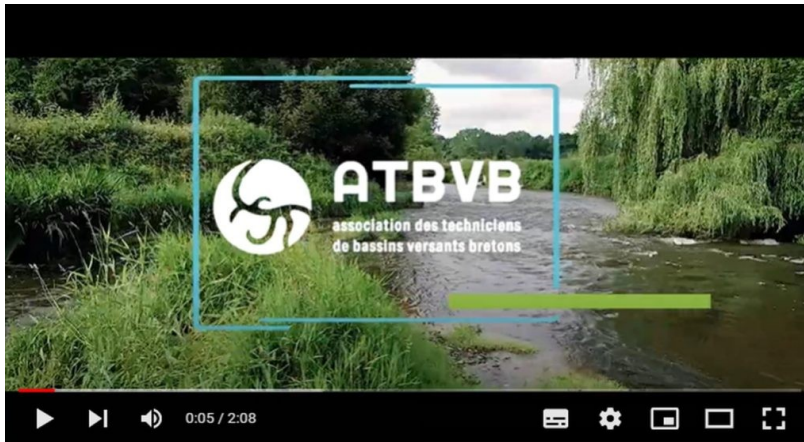 ATBVB
association des techniciens
de bassins versants bretons
0:05 / 2:08